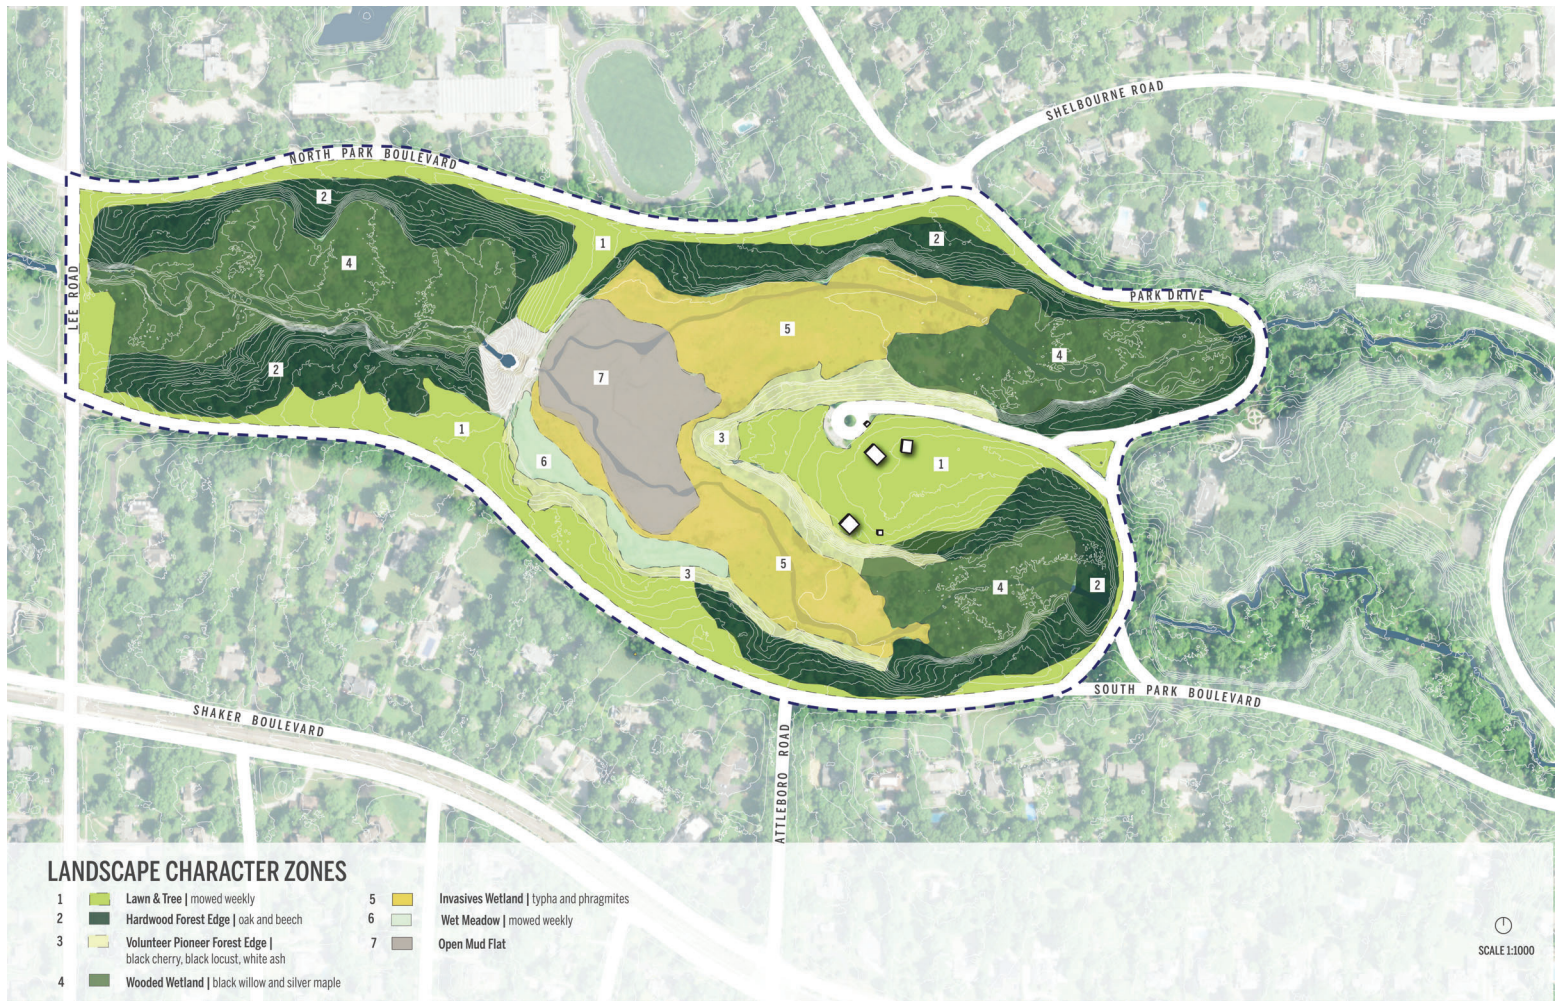 SHELBOURNE ROAD
NORTH PARK BOULEVARD
2
1
2
4
LEE ROAD
PARK DRIVE
5
4
2
7
1
3
1
6
5
3
4
2
SOUTH PARK BOULEVARD
SHAKER BOULEVARD
ATTLEBORO ROAD
LANDSCAPE CHARACTER ZONES
1 Lawn & Tree | mowed weekly
2 Hardwood Forest Edge | oak and beech
3 Volunteer Pioneer Forest Edge |
black cherry, black locust, white ash
4 Wooded Wetland | black willow and silver maple
5 Invasives Wetland | typha and phragmites
6 Wet Meadow | mowed weekly
7 Open Mud Flat
SCALE 1:1000